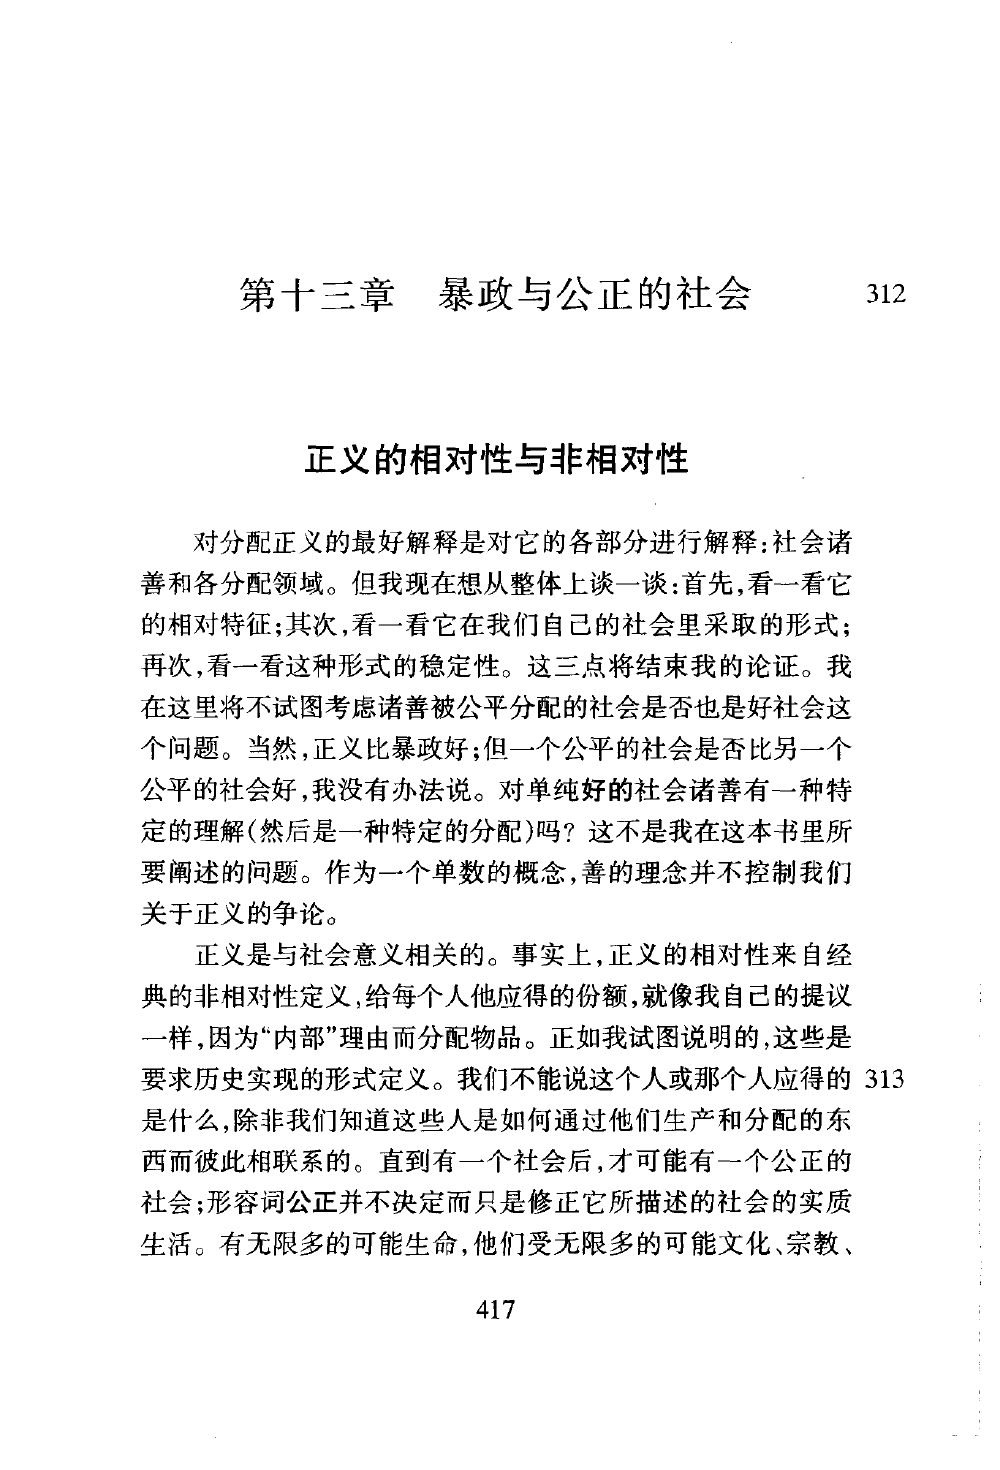 第十三章　暴政与公正的社会　312
正义的相对性与非相对性
对分配正义的最好解释是对它的各部分进行解释:社会诸
善和各分配领域。但我现在想从整体上谈一谈:首先,看一看它
的相对特征;其次,看一看它在我们自己的社会里采取的形式;
再次,看一看这种形式的稳定性。这三点将结束我的论证。我
在这里将不试图考虑诸善被公平分配的社会是否也是好社会这
个问题。当然,正义比暴政好;但一个公平的社会是否比另一个
公平的社会好,我没有办法说。对单纯好的社会诸善有一种特
定的理解(然后是一种特定的分配)吗? 这不是我在这本书里所
要阐述的问题。作为一个单数的概念,善的理念并不控制我们
关于正义的争论。
正义是与社会意义相关的。事实上,正义的相对性来自经
典的非相对性定义,给每个人他应得的份额,就像我自己的提议
一样,因为“内部”理由而分配物品。正如我试图说明的,这些是
要求历史实现的形式定义。我们不能说这个人或那个人应得的 313
是什么,除非我们知道这些人是如何通过他们生产和分配的东
西而彼此相联系的。直到有一个社会后,才可能有一个公正的
社会;形容词公正并不决定而只是修正它所描述的社会的实质
生活。有无限多的可能生命,他们受无限多的可能文化、宗教、
417